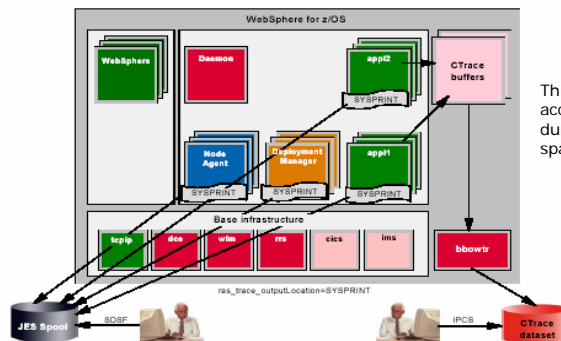 WebSphere for z/OS
WebSphere
Daemon
appl2
CTrace
buffers
SYSPRINT
Th
acc
du
spa
Node
Agent
Deployment
Manager
appl1
SYSPRINT
SYSPRINT
SYSPRINT
Base infrastructure
tcpip
dce
wlm
rrs
cics
ims
bbowtr
ras_trace_outputLocation=SYSPRINT
JES Spool
SDSF
IPCS
CTrace
dataset